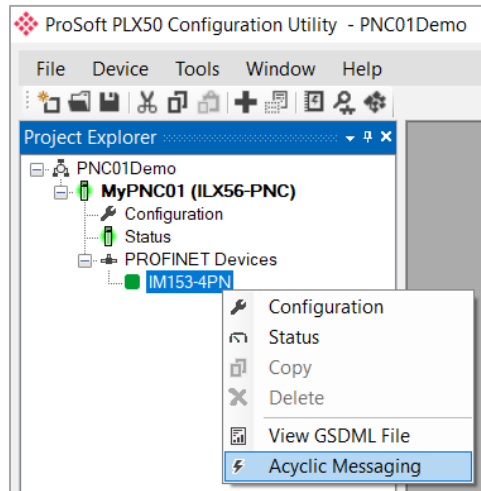 ProSoft PLX50 Configuration Utility - PNC01Demo
File Device Tools Window Help
Project Explorer
PNC01Demo
MyPNC01 (ILX56-PNC)
Configuration
Status
PROFINET Devices
IM153-4PN
Configuration
Status
Copy
Delete
View GSDML File
Acyclic Messaging